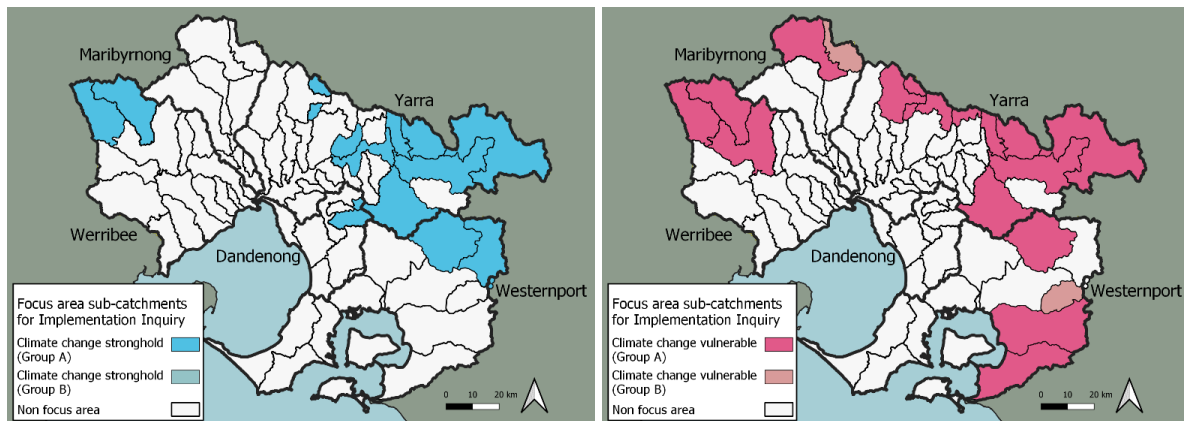 Maribyrnong
Yarra
Werribee
Dandenong
Westernport
Focus area sub-catchments
for Implementation Inquiry
Climate change stronghold
(Group A)
Climate change stronghold
(Group B)
Non focus area
0 10 20 km
Maribyrnong
Yarra
Werribee
Dandenong
Westernport
Focus area sub-catchments
for Implementation Inquiry
Climate change vulnerable
(Group A)
Climate change vulnerable
(Group B)
Non focus area
0 10 20 km